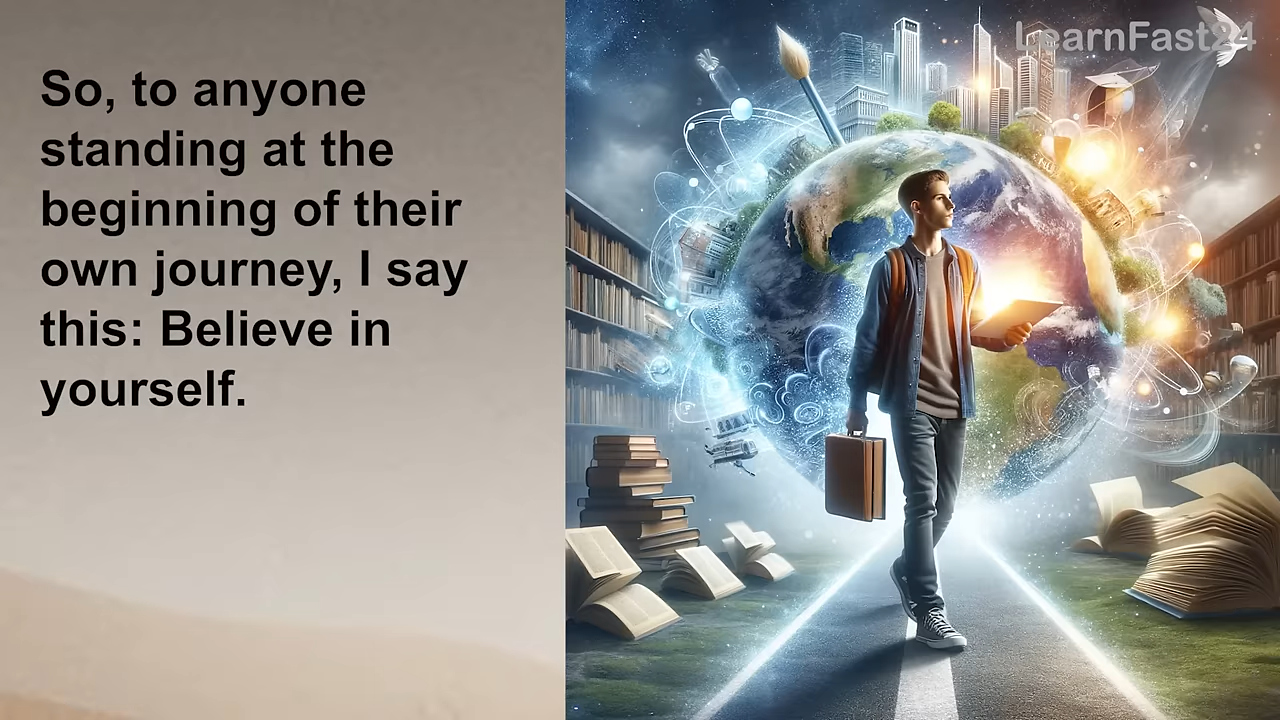 So, to anyone
standing at the
beginning of their
own journey, I say
this: Believe in
yourself.
LearnFast24